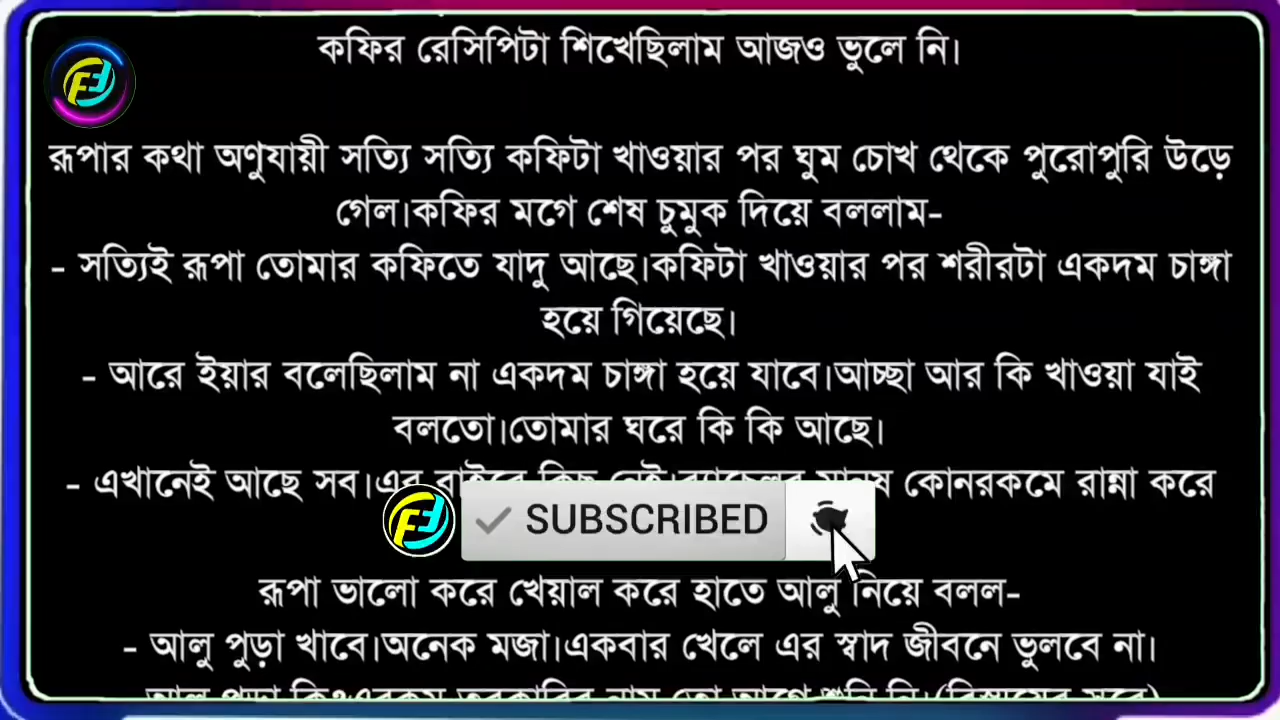 কফির রেসিপিটা শিখেছিলাম আজও ভুলে নি।
রূপার কথা অণুযায়ী সত্যি সত্যি কফিটা খাওয়ার পর ঘুম চোখ থেকে পুরোপুরি উড়ে
গেল।কফির মগে শেষ চুমুক দিয়ে বললাম-
- সত্যিই রূপা তোমার কফিতে যাদু আছে।কফিটা খাওয়ার পর শরীরটা একদম চাঙ্গা
হয়ে গিয়েছে।
- আরে ইয়ার বলেছিলাম না একদম চাঙ্গা হয়ে যাবে।আচ্ছা আর কি খাওয়া যাই
বলতো।তোমার ঘরে কি কি আছে।
- এখানেই আছে সব।এর কোনরকমে রান্না করে
SUBSCRIBED
রূপা ভালো করে খেয়াল করে হাতে আলু নিয়ে বলল-
- আলু পুড়া খাবে।অনেক মজা।একবার খেলে এর স্বাদ জীবনে ভুলবে না।